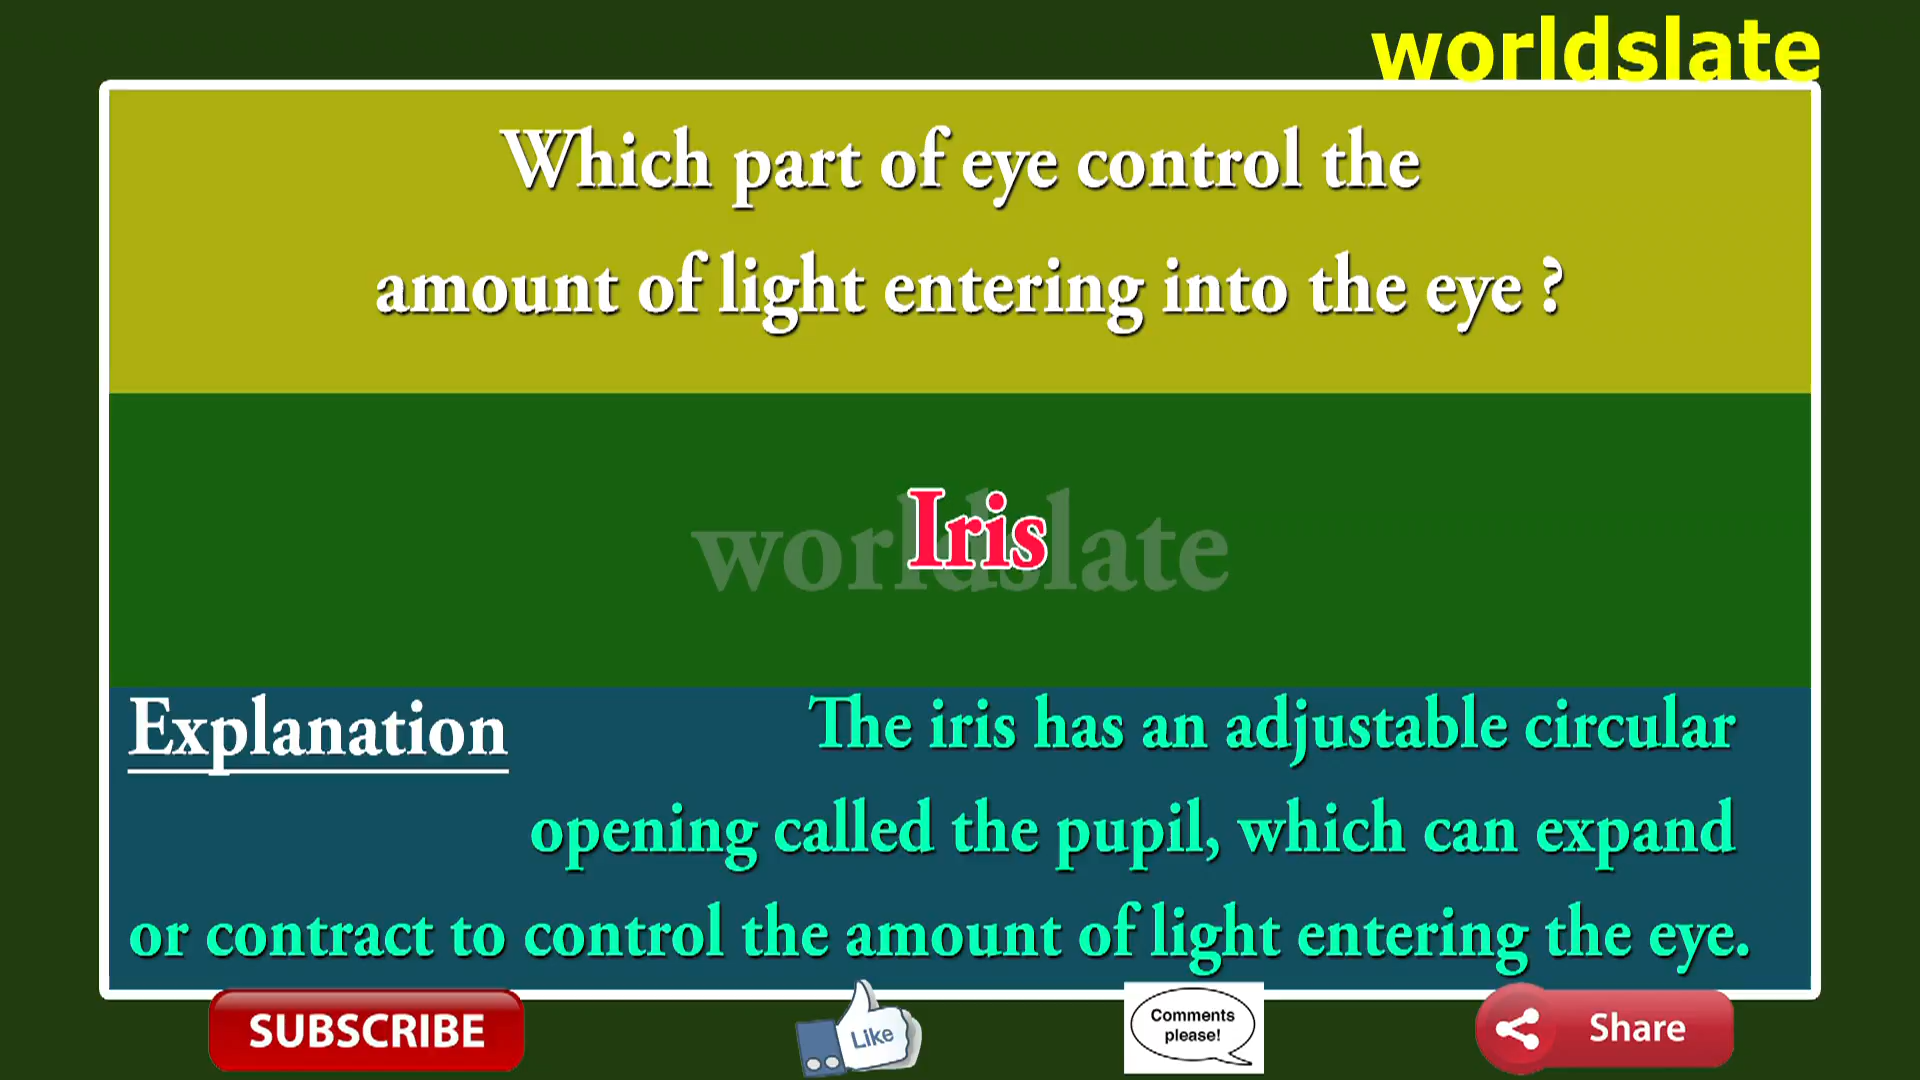 worldslate
Which part of eye control the
amount of light entering into the eye ?
worldslate
Iris
Explanation
The iris has an adjustable circular
opening called the pupil, which can expand
or contract to control the amount of light entering the eye.
SUBSCRIBE
Like
Comments
please!
Share